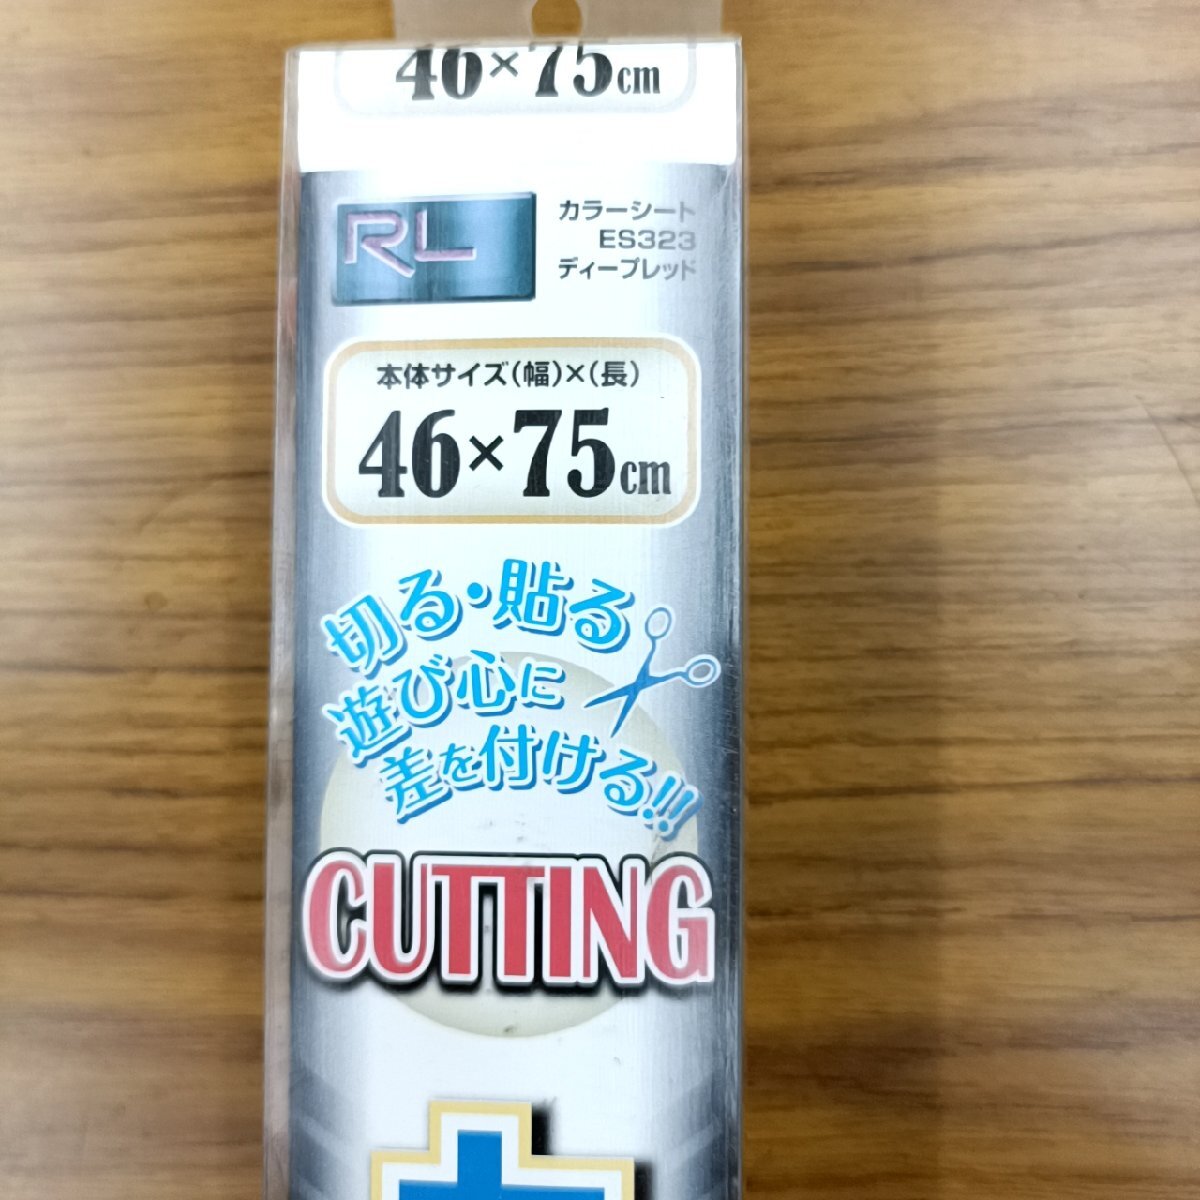 46×75cm
RL
カラーシート
ES323
ディープレッド
本体サイズ(幅)×(長)
46×75cm
切る・貼る
遊び心に
差を付ける!!
CUTTING